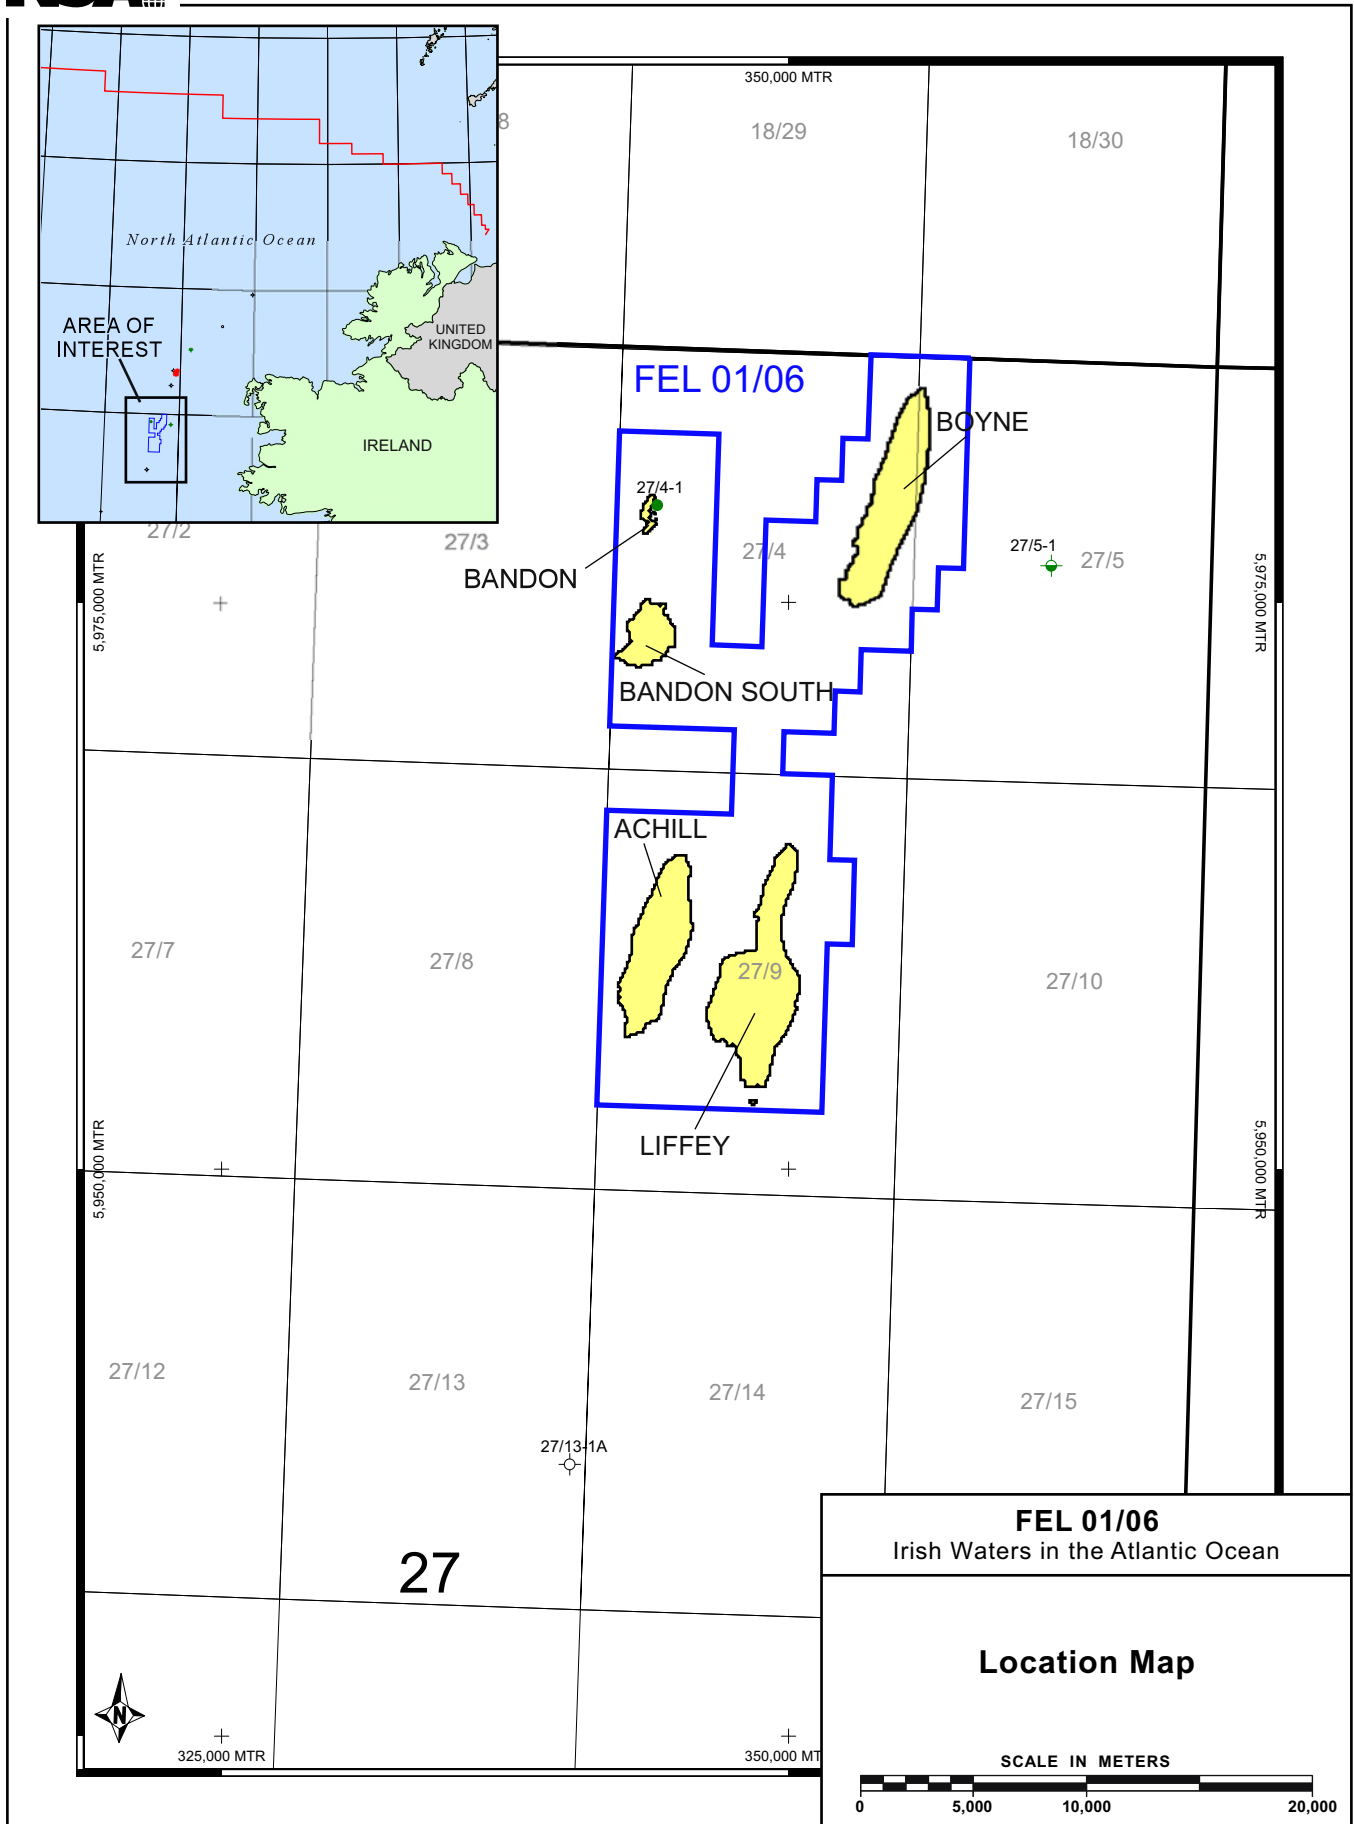 350,000 MTR
8
18/29
18/30
North Atlantic Ocean
AREA OF
INTEREST
UNITED
KINGDOM
IRELAND
FEL 01/06
BOYNE
27/4-1
27/2
27/3
27/4
27/5-1
27/5
BANDON
5,975,000 MTR
5,975,000 MTR
BANDON SOUTH
ACHILL
27/7
27/8
27/9
27/10
LIFFEY
5,950,000 MTR
5,950,000 MTR
27/12
27/13
27/14
27/15
27/13-1A
27
N
325,000 MTR
350,000 MT
FEL 01/06
Irish Waters in the Atlantic Ocean
Location Map
SCALE IN METERS
0 5,000 10,000 20,000